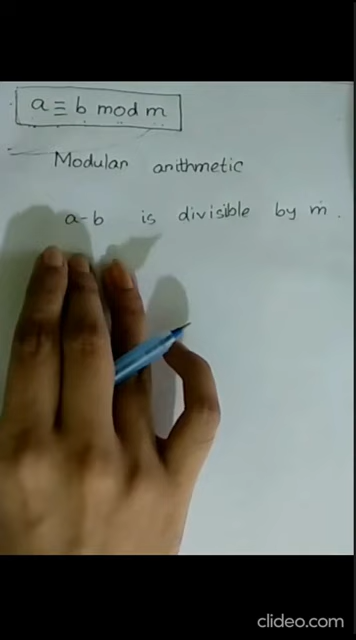 a ≡ b mod m
Modular arithmetic
a-b is divisible by m.
clideo.com